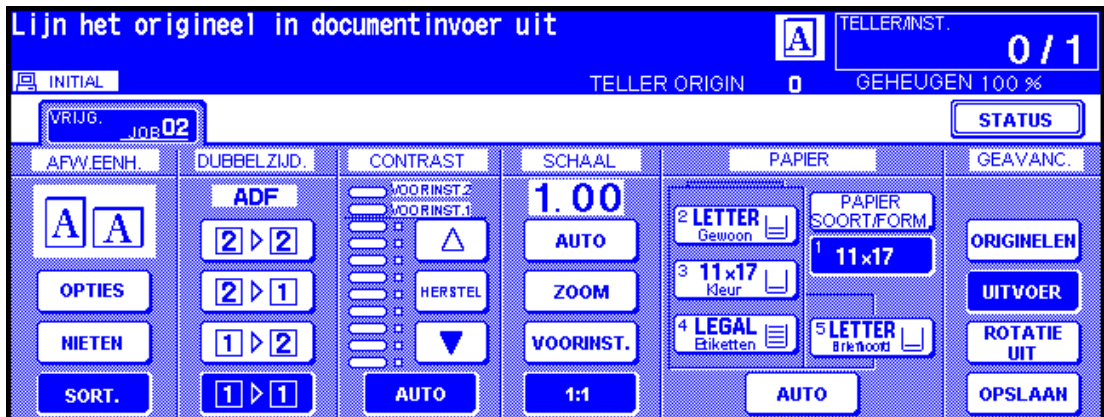 Lijn het origineel in documentinvoer uit
TELLER/INST.
0 / 1
INITIAL
TELLER ORIGIN 0 GEHEUGEN 100 %
VRIJG. JOB 02
STATUS
AFW.EENH. DUBBELZIJD. CONTRAST SCHAAL PAPIER GEAVANC.
A A
OPTIES
NIETEN
SORT.
ADF
2 ▷ 2
2 ▷ 1
1 ▷ 2
1 ▷ 1
VOORINST.2
VOORINST.1
HERSTEL
AUTO
1.00
AUTO
ZOOM
VOORINST.
1:1
2 LETTER
Gewoon
3 11x17
Kleur
4 LEGAL
Etiketten
PAPIER
SOORT/FORM.
1 11x17
5 LETTER
Briefhoofd
AUTO
ORIGINELEN
UITVOER
ROTATIE
UIT
OPSLAAN